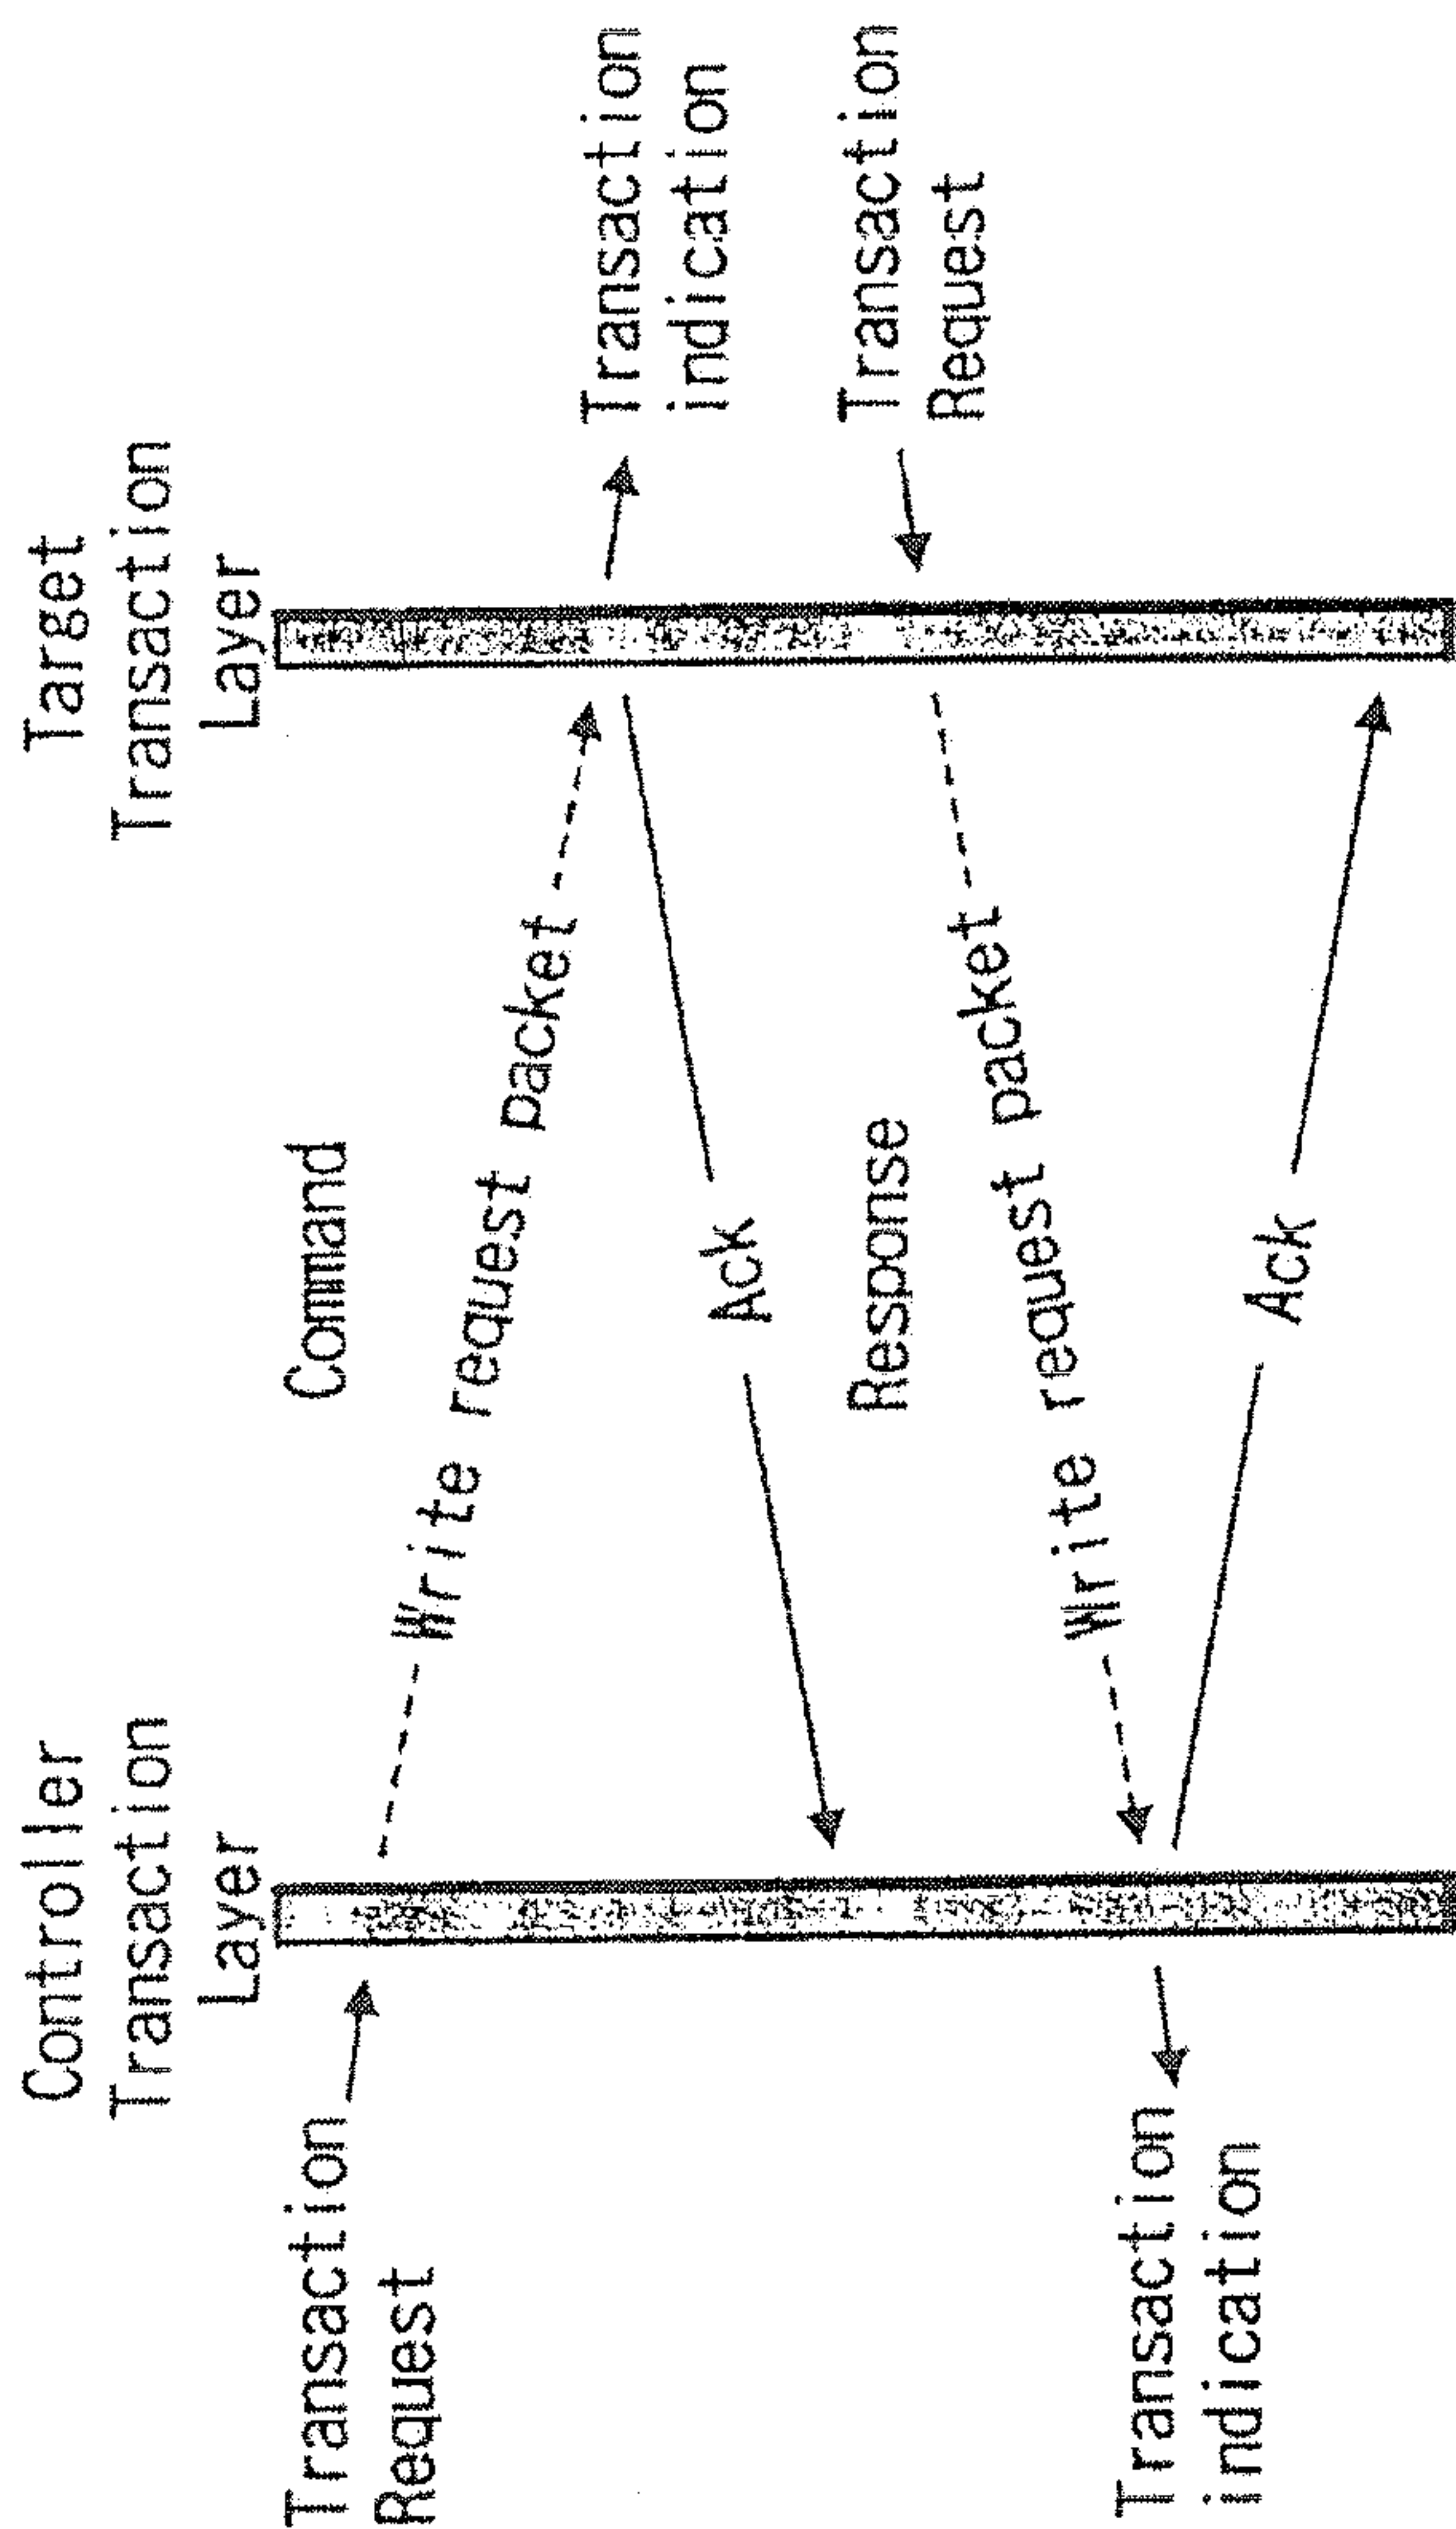 Controller
Transaction
Layer
Target
Transaction
Layer
Transaction
Request
Command
Write request packet
Transaction
indication
Ack
Response
Transaction
Request
Write request packet
Transaction
indication
Ack